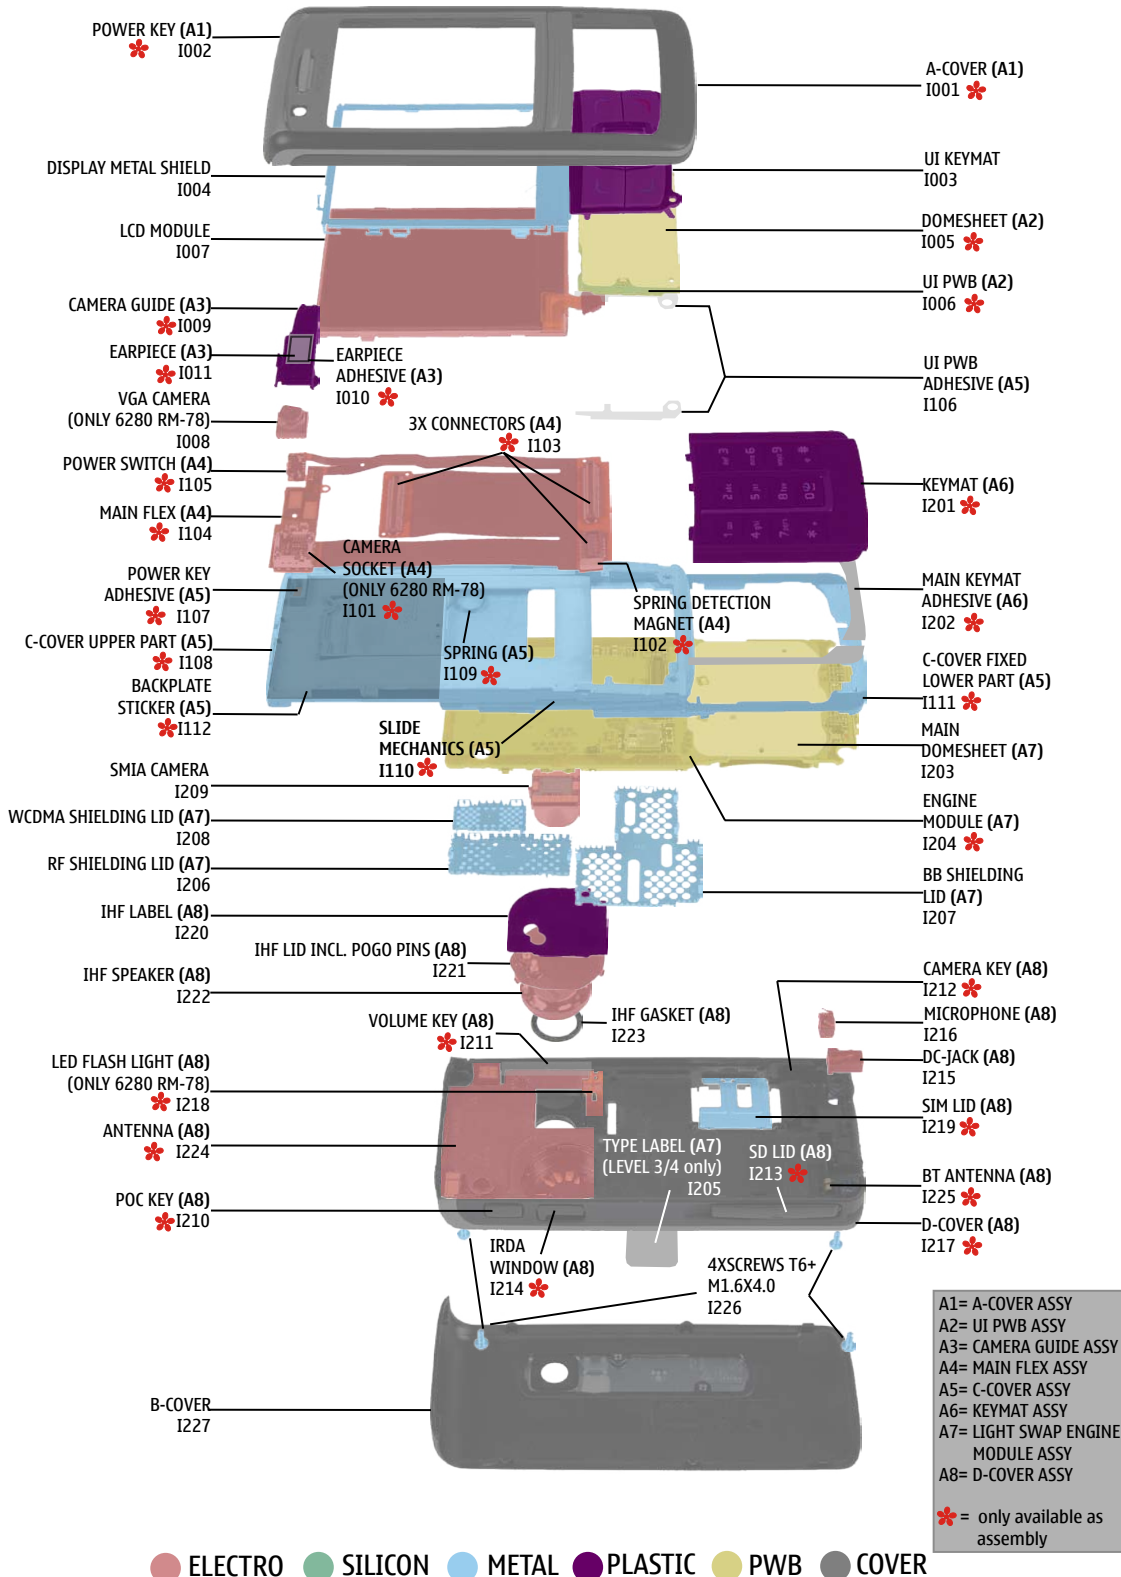 POWER KEY (A1)
I002
A-COVER (A1)
I001
DISPLAY METAL SHIELD
I004
UI KEYMAT
I003
LCD MODULE
I007
DOMESHEET (A2)
I005
UI PWB (A2)
I006
CAMERA GUIDE (A3)
I009
EARPIECE (A3)
I011
EARPIECE
ADHESIVE (A3)
I010
UI PWB
ADHESIVE (A5)
I106
VGA CAMERA
(ONLY 6280 RM-78)
I008
3X CONNECTORS (A4)
I103
POWER SWITCH (A4)
I105
KEYMAT (A6)
I201
MAIN FLEX (A4)
I104
CAMERA
SOCKET (A4)
(ONLY 6280 RM-78)
I101
POWER KEY
ADHESIVE (A5)
I107
SPRING DETECTION
MAGNET (A4)
I102
MAIN KEYMAT
ADHESIVE (A6)
I202
C-COVER UPPER PART (A5)
I108
SPRING (A5)
I109
C-COVER FIXED
LOWER PART (A5)
I111
BACKPLATE
STICKER (A5)
I112
SLIDE
MECHANICS (A5)
I110
MAIN
DOMESHEET (A7)
I203
SMIA CAMERA
I209
ENGINE
MODULE (A7)
I204
WCDMA SHIELDING LID (A7)
I208
RF SHIELDING LID (A7)
I206
BB SHIELDING
LID (A7)
I207
IHF LABEL (A8)
I220
IHF LID INCL. POGO PINS (A8)
I221
IHF SPEAKER (A8)
I222
CAMERA KEY (A8)
I212
IHF GASKET (A8)
I223
MICROPHONE (A8)
I216
VOLUME KEY (A8)
I211
DC-JACK (A8)
I215
LED FLASH LIGHT (A8)
(ONLY 6280 RM-78)
I218
SIM LID (A8)
I219
ANTENNA (A8)
I224
TYPE LABEL (A7)
(LEVEL 3/4 only)
I205
SD LID (A8)
I213
BT ANTENNA (A8)
I225
POC KEY (A8)
I210
D-COVER (A8)
I217
IRDA
WINDOW (A8)
I214
4XSCREWS T6+
M1.6X4.0
I226
B-COVER
I227
A1= A-COVER ASSY
A2= UI PWB ASSY
A3= CAMERA GUIDE ASSY
A4= MAIN FLEX ASSY
A5= C-COVER ASSY
A6= KEYMAT ASSY
A7= LIGHT SWAP ENGINE
MODULE ASSY
A8= D-COVER ASSY
= only available as
assembly
ELECTRO SILICON METAL PLASTIC PWB COVER